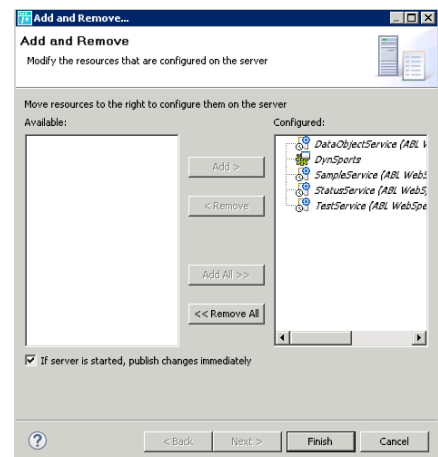 Add and Remove...
Add and Remove
Modify the resources that are configured on the server
Move resources to the right to configure them on the server
Available:
Configured:
DataObjectService (ABL W
DynSports
SampleService (ABL WebS
StatusService (ABL WebS
TestService (ABL WebSpe
Add >
< Remove
Add All >>
<< Remove All
If server is started, publish changes immediately
?
< Back
Next >
Finish
Cancel